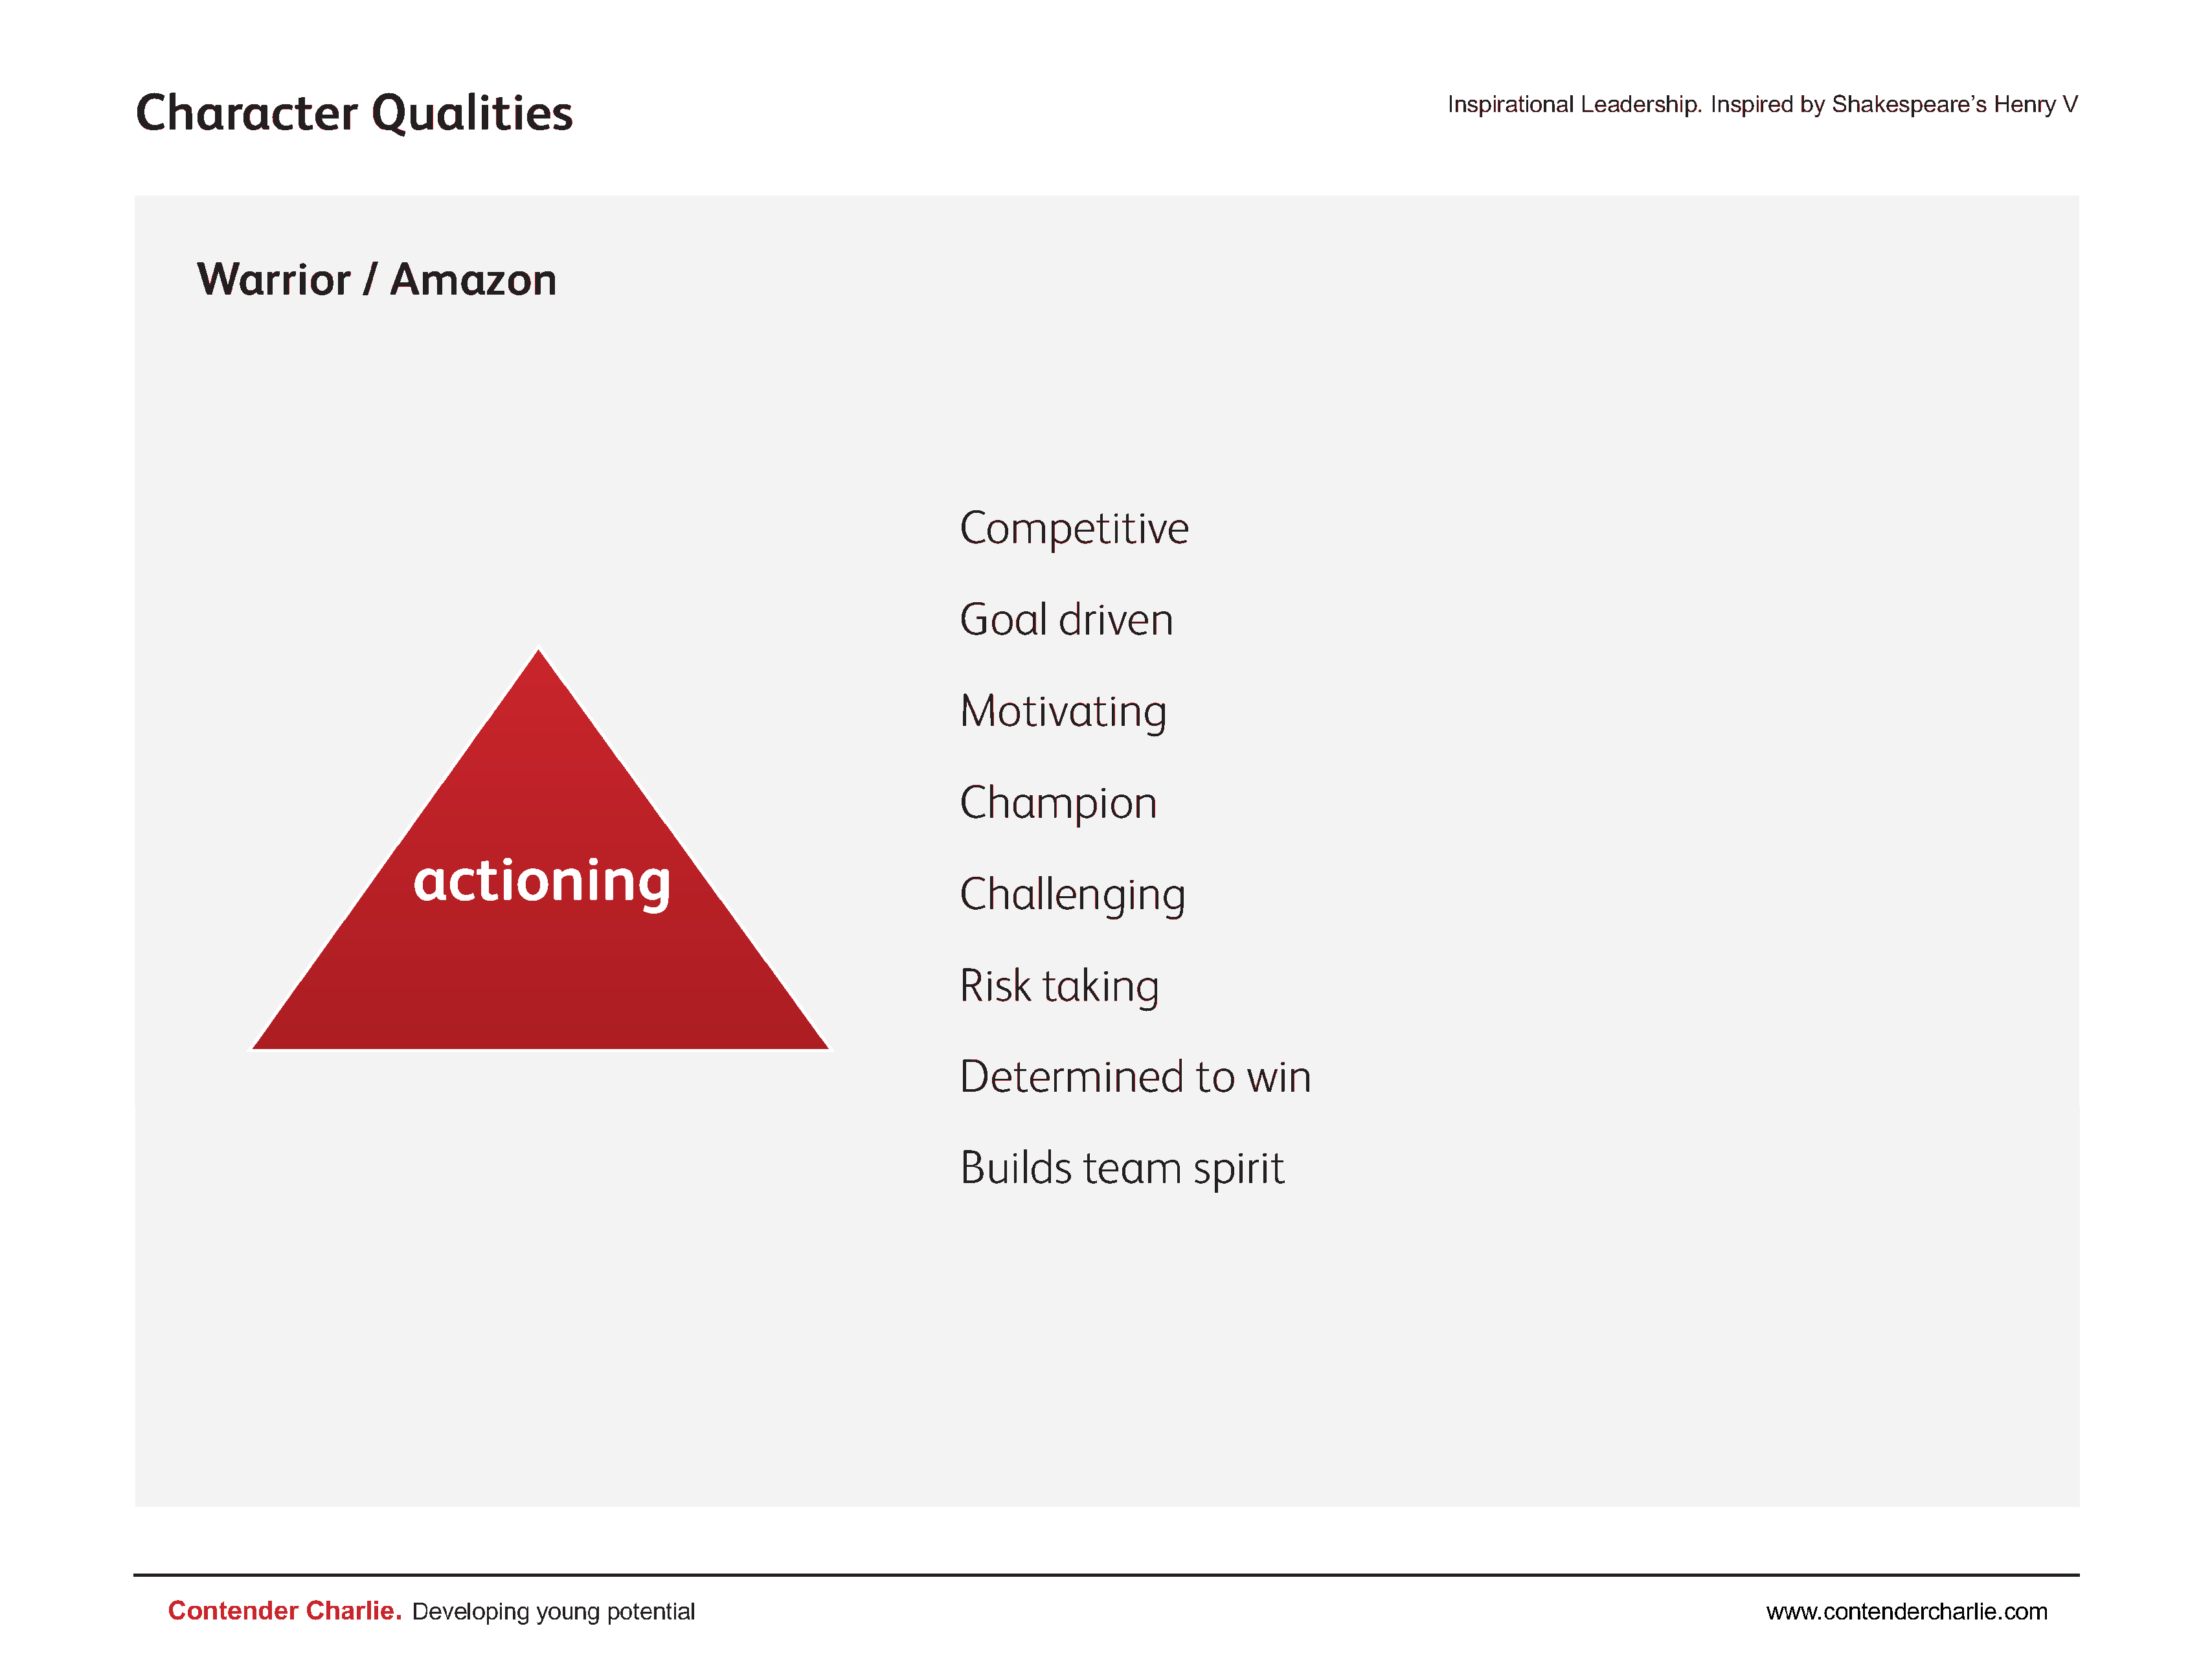 Character Qualities
Inspirational Leadership. Inspired by Shakespeare’s Henry V
Warrior / Amazon
actioning
Competitive
Goal driven
Motivating
Champion
Challenging
Risk taking
Determined to win
Builds team spirit
Contender Charlie. Developing young potential
www.contendercharlie.com